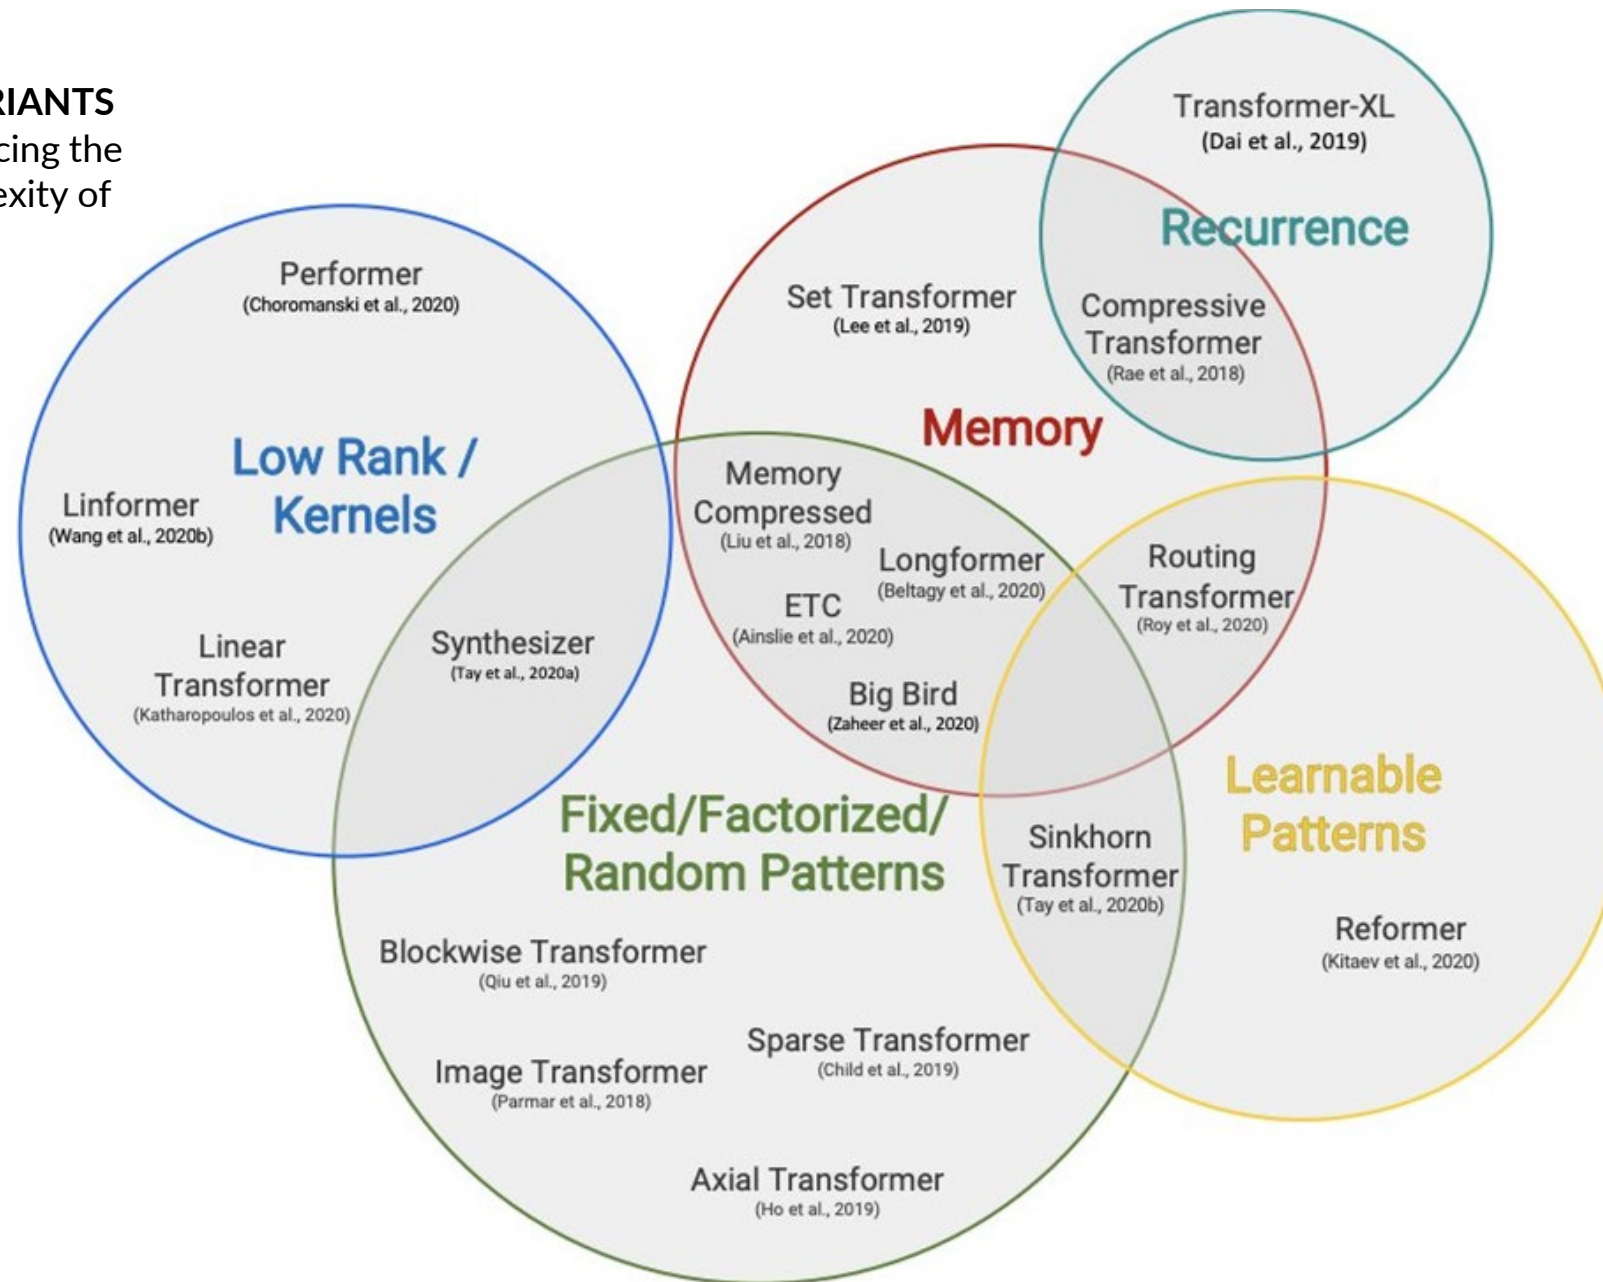 RIANTS
cing the
exity of
Transformer-XL
(Dai et al., 2019)
Recurrence
Performer
(Choromanski et al., 2020)
Set Transformer
(Lee et al., 2019)
Compressive
Transformer
(Rae et al., 2018)
Memory
Low Rank /
Kernels
Linformer
(Wang et al., 2020b)
Memory
Compressed
(Liu et al., 2018)
Longformer
(Beltagy et al., 2020)
Routing
Transformer
(Roy et al., 2020)
ETC
(Ainslie et al., 2020)
Linear
Transformer
(Katharopoulos et al., 2020)
Synthesizer
(Tay et al., 2020a)
Big Bird
(Zaheer et al., 2020)
Learnable
Patterns
Fixed/Factorized/
Random Patterns
Sinkhorn
Transformer
(Tay et al., 2020b)
Reformer
(Kitaev et al., 2020)
Blockwise Transformer
(Qiu et al., 2019)
Sparse Transformer
(Child et al., 2019)
Image Transformer
(Parmar et al., 2018)
Axial Transformer
(Ho et al., 2019)